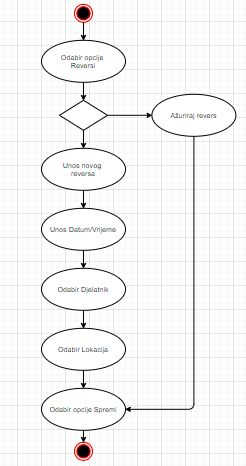 Odabir opcije
Reversi
Ažuriraj revers
Unos novog
reversa
Unos Datum/Vrijeme
Odabir Djelatnik
Odabir Lokacija
Odabir opcije Spremi